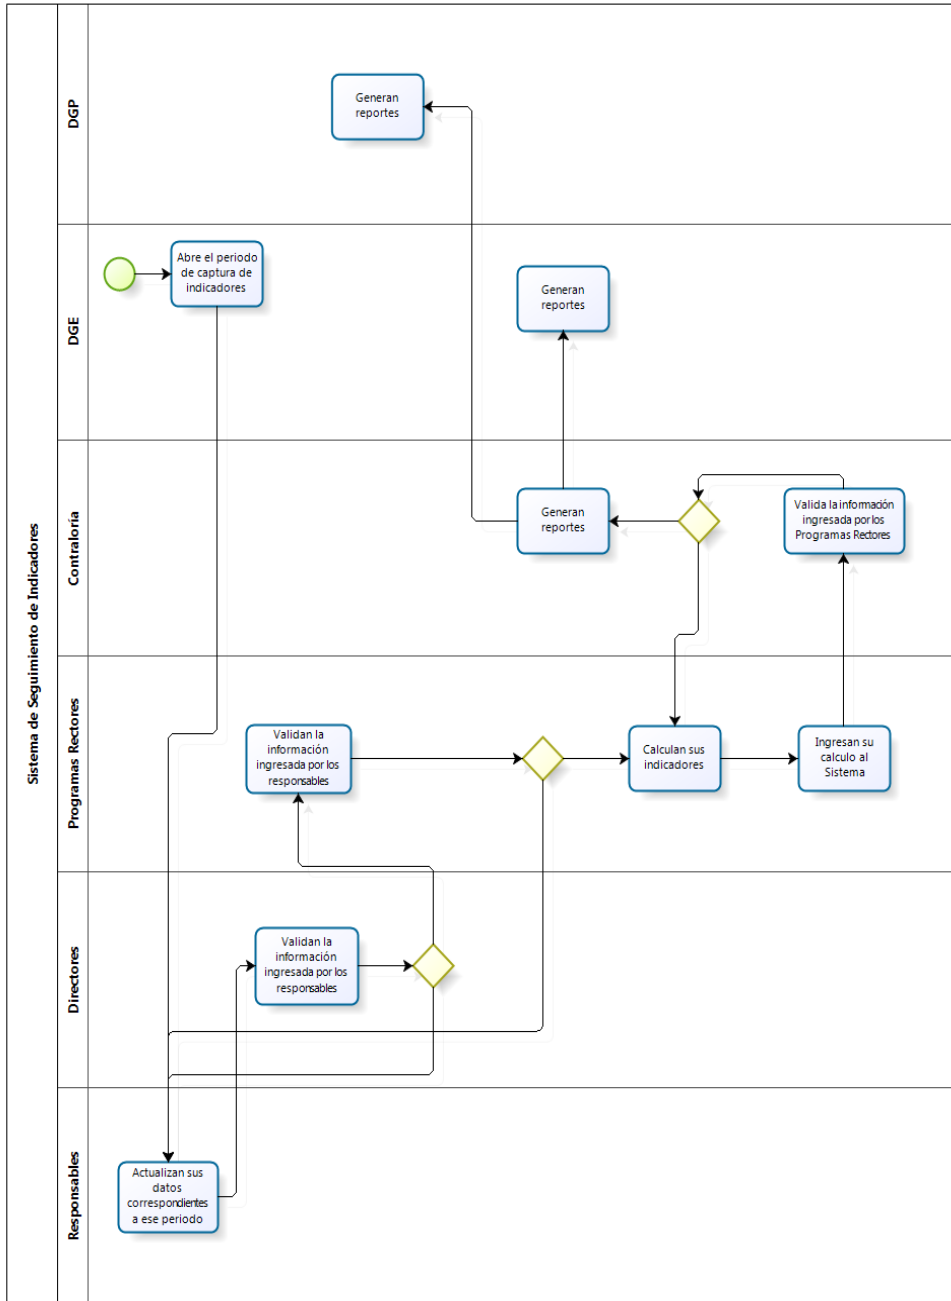 Sistema de Seguimiento de Indicadores
DGP
Generan
reportes
DGE
Abre el periodo
de captura de
indicadores
Generan
reportes
Contraloría
Generan
reportes
Valida la información
ingresada por los
Programas Rectores
Programas Rectores
Validan la
información
ingresada por los
responsables
Calculan sus
indicadores
Ingresan su
calculo al
Sistema
Directores
Validan la
información
ingresada por los
responsables
Responsables
Actualizan sus
datos
correspondientes
a ese periodo